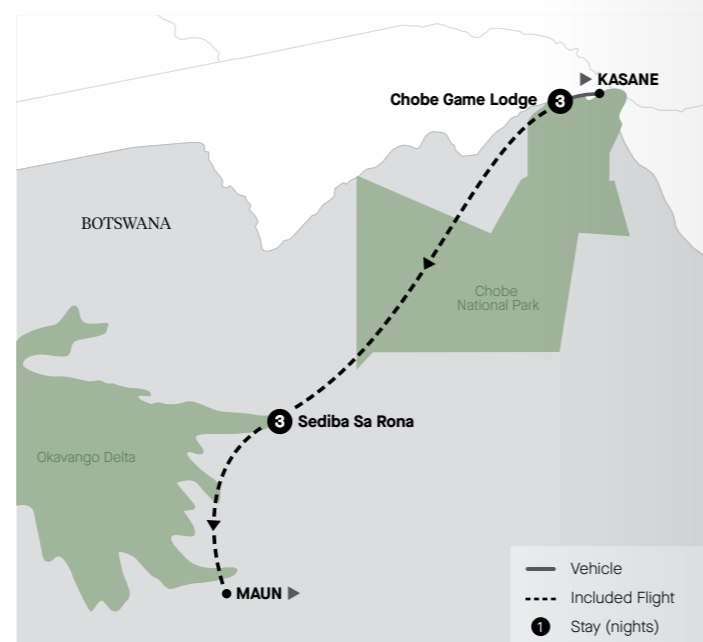 KASANE
Chobe Game Lodge
3
BOTSWANA
Chobe
National Park
3
Sediba Sa Rona
Okavango Delta
MAUN
Vehicle
Included Flight
1
Stay (nights)